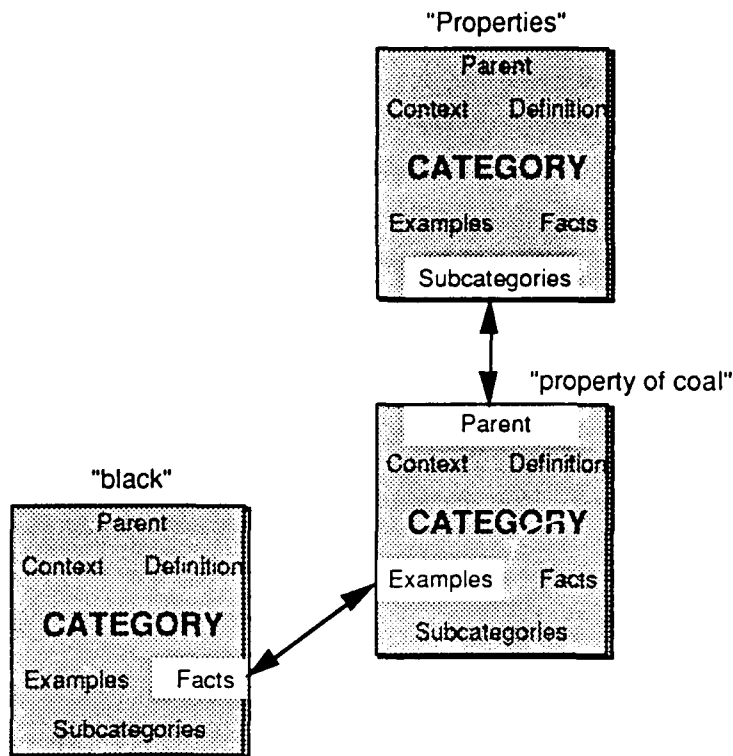 "Properties"
Parent
Context Definition
CATEGORY
Examples Facts
Subcategories
"property of coal"
Parent
Context Definition
CATEGORY
Examples Facts
Subcategories
"black"
Parent
Context Definition
CATEGORY
Examples Facts
Subcategories